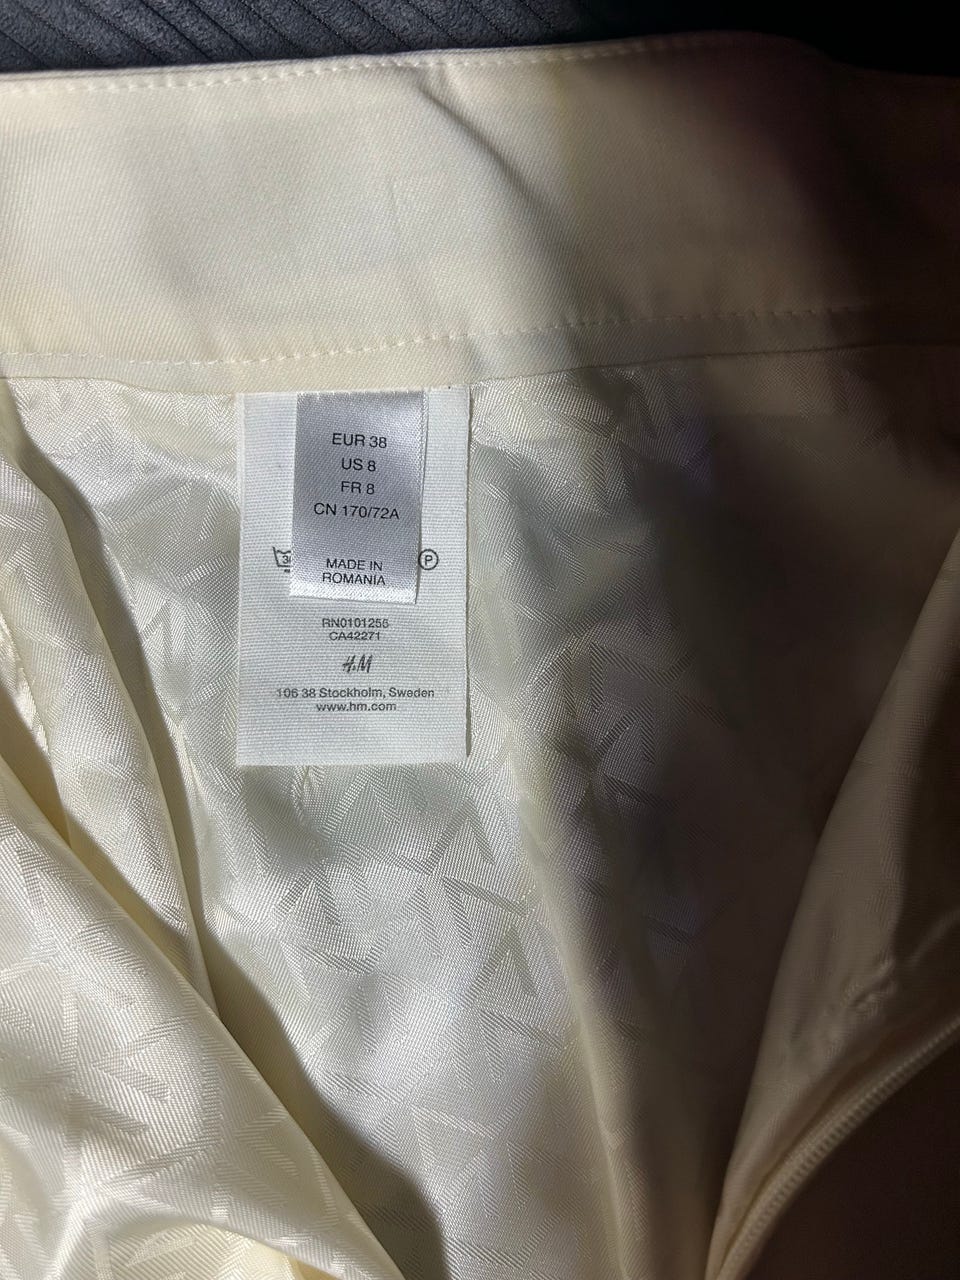 EUR 38
US 8
FR 8
CN 170/72A
MADE IN
ROMANIA
P
RN0101255
CA42271
H&M
106 38 Stockholm, Sweden
www.hm.com